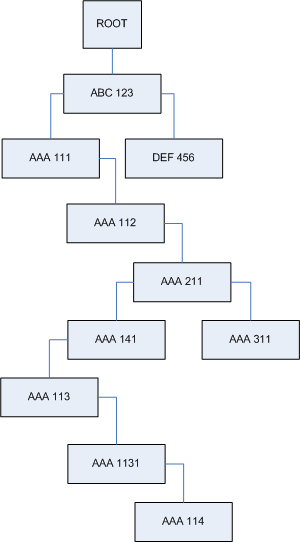 ROOT
ABC 123
AAA 111
DEF 456
AAA 112
AAA 211
AAA 141
AAA 311
AAA 113
AAA 1131
AAA 114